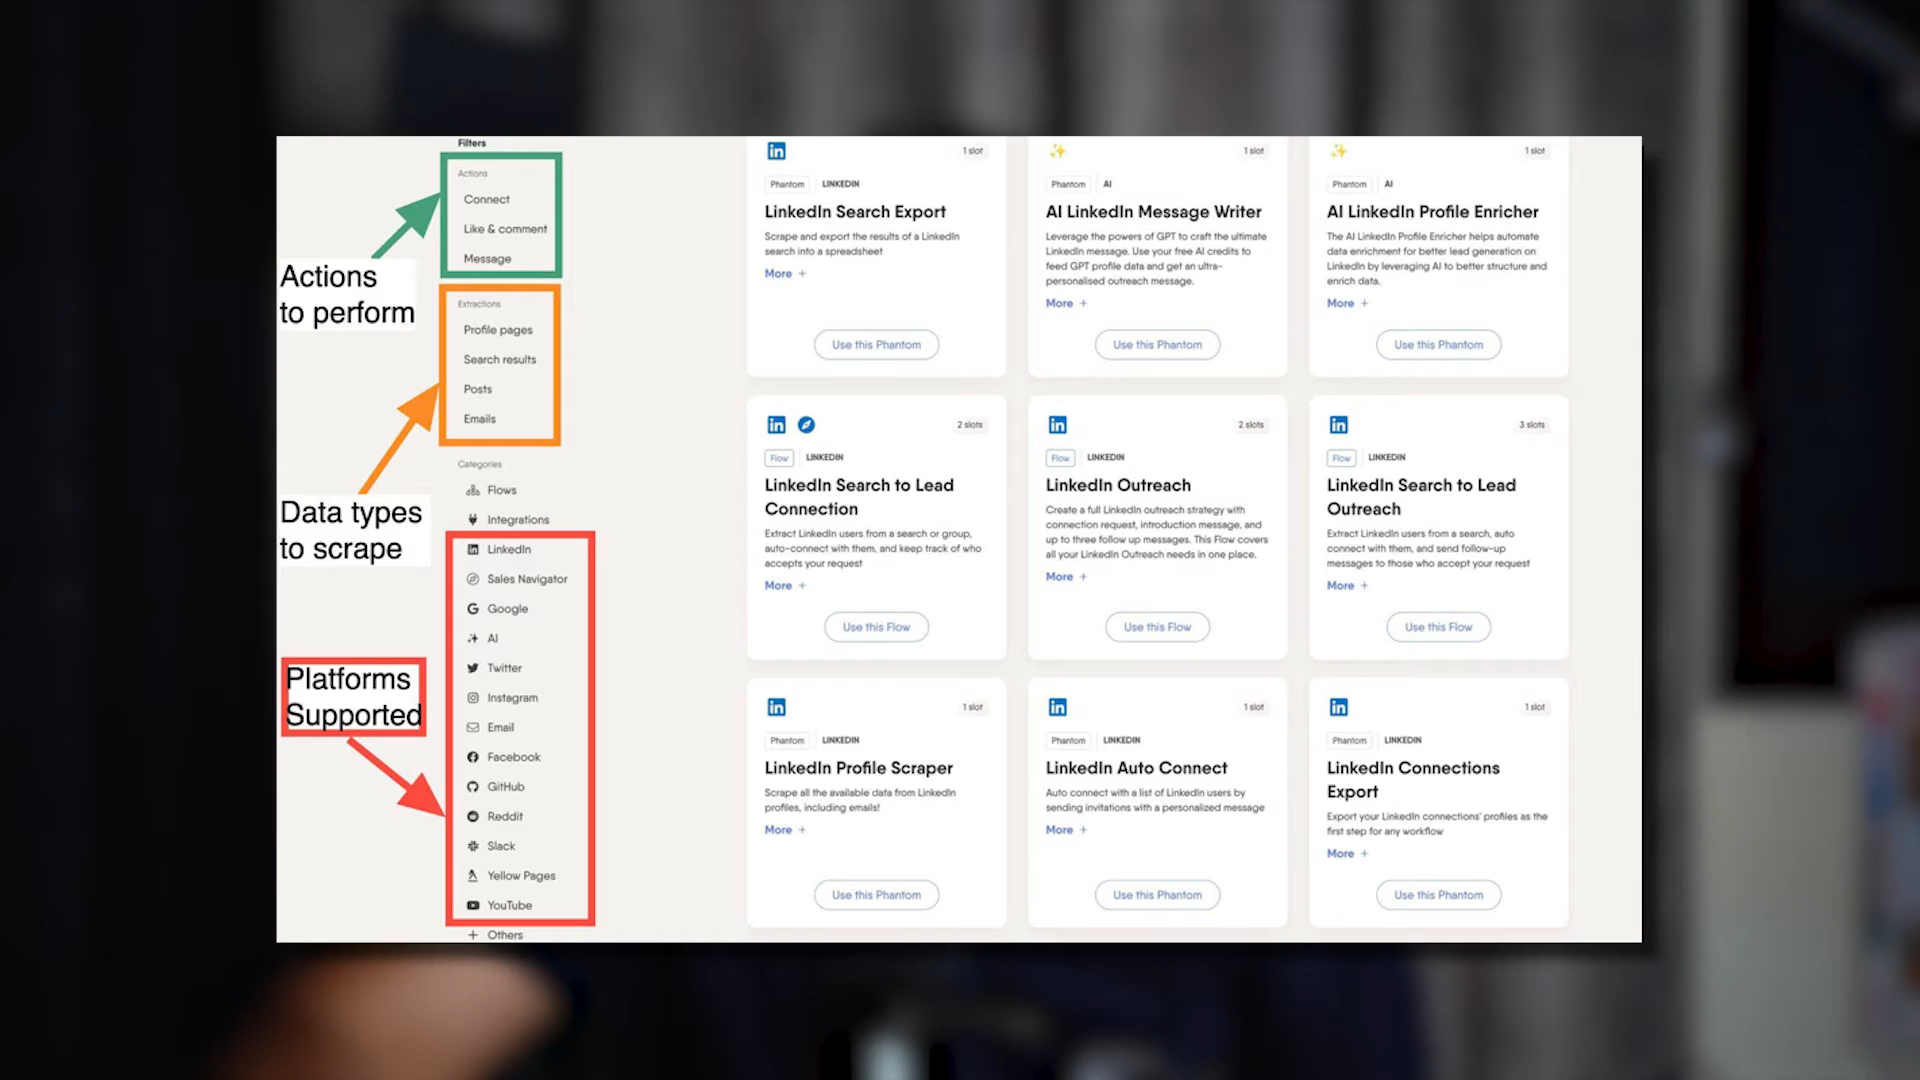 Filters
Actions
Connect
Like & comment
Message
Actions
to perform
Extractions
Profile pages
Search results
Posts
Emails
Data types
to scrape
Categories
Flows
Integrations
LinkedIn
Sales Navigator
Google
AI
Twitter
Instagram
Email
Facebook
GitHub
Reddit
Slack
Yellow Pages
YouTube
+ Others
Platforms
Supported
in
1 slot
Phantom LINKEDIN
LinkedIn Search Export
Scrape and export the results of a LinkedIn
search into a spreadsheet
More +
Use this Phantom
1 slot
Phantom AI
AI LinkedIn Message Writer
Leverage the powers of GPT to craft the ultimate
LinkedIn message. Use your free AI credits to
feed GPT profile data and get an ultra-
personalised outreach message.
More +
Use this Phantom
1 slot
Phantom AI
AI LinkedIn Profile Enricher
The AI LinkedIn Profile Enricher helps automate
data enrichment for better lead generation on
LinkedIn by leveraging AI to better structure and
enrich data.
More +
Use this Phantom
in
2 slots
Flow LINKEDIN
LinkedIn Search to Lead
Connection
Extract LinkedIn users from a search or group,
auto-connect with them, and keep track of who
accepts your request
More +
Use this Flow
in
2 slots
Flow LINKEDIN
LinkedIn Outreach
Create a full LinkedIn outreach strategy with
connection request, introduction message, and
up to three follow up messages. This Flow covers
all your LinkedIn Outreach needs in one place.
More +
Use this Flow
in
3 slots
Flow LINKEDIN
LinkedIn Search to Lead
Outreach
Extract LinkedIn users from a search, auto
connect with them, and send follow-up
messages to those who accept your request
More +
Use this Flow
in
1 slot
Phantom LINKEDIN
LinkedIn Profile Scraper
Scrape all the available data from LinkedIn
profiles, including emails!
More +
Use this Phantom
in
1 slot
Phantom LINKEDIN
LinkedIn Auto Connect
Auto connect with a list of LinkedIn users by
sending invitations with a personalized message
More +
Use this Phantom
in
1 slot
Phantom LINKEDIN
LinkedIn Connections
Export
Export your LinkedIn connections' profiles as the
first step for any workflow
More +
Use this Phantom